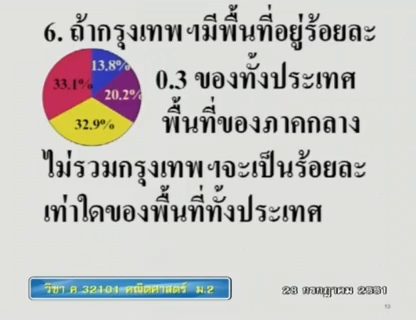 6. ถ้ากรุงเทพฯมีพื้นที่อยู่ร้อยละ
0.3 ของทั้งประเทศ
พื้นที่ของภาคกลาง
ไม่รวมกรุงเทพฯจะเป็นร้อยละ
เท่าใดของพื้นที่ทั้งประเทศ
13.8%
33.1%
20.2%
32.9%
วิชา ค 32101 คณิตศาสตร์ ม.2
23 กรกฎาคม 2551